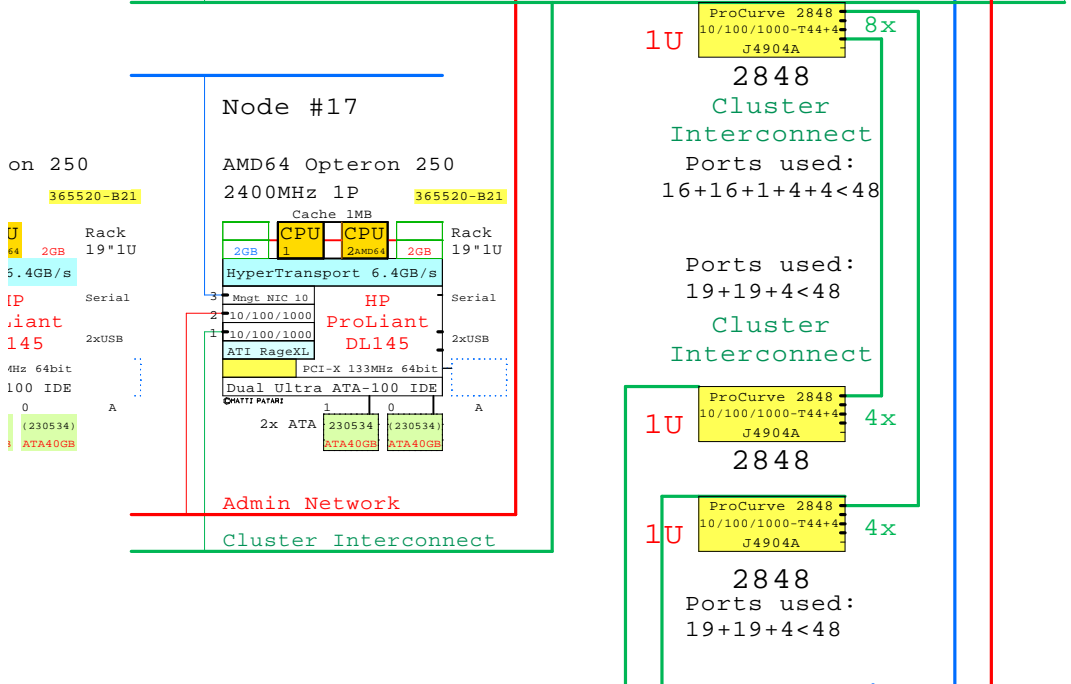 on 250
365520-B21
U
64
2GB
Rack
19"1U
6.4GB/s
HP
Liant
145
Serial
2xUSB
MHz 64bit
100 IDE
0
A
(230534)
ATA40GB
Node #17
AMD64 Opteron 250
2400MHz 1P
365520-B21
Cache 1MB
2GB
CPU
1
CPU
2AMD64
2GB
Rack
19"1U
HyperTransport 6.4GB/s
3
Mngt NIC 10
HP
Serial
2
10/100/1000
ProLiant
1
10/100/1000
DL145
2xUSB
ATI RageXL
PCI-X 133MHz 64bit
Dual Ultra ATA-100 IDE
©MATTI PATARI
1
0
A
2x ATA
230534
(230534)
ATA40GB
ATA40GB
Admin Network
Cluster Interconnect
1U
ProCurve 2848
10/100/1000-T44+4
J4904A
8x
2848
Cluster
Interconnect
Ports used:
16+16+1+4+4<48
Ports used:
19+19+4<48
Cluster
Interconnect
1U
ProCurve 2848
10/100/1000-T44+4
J4904A
4x
2848
1U
ProCurve 2848
10/100/1000-T44+4
J4904A
4x
2848
Ports used:
19+19+4<48